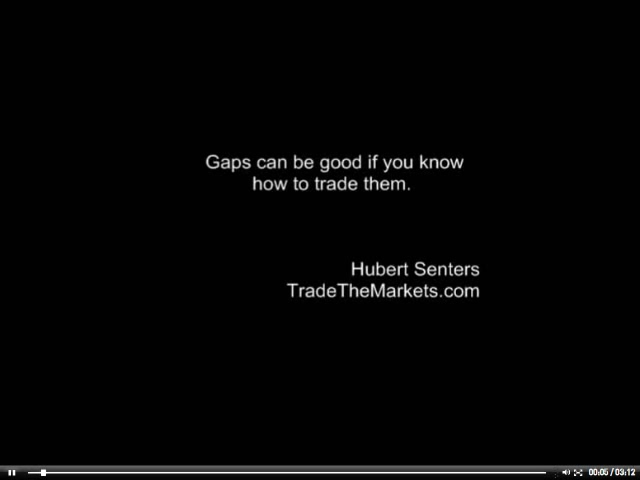 Gaps can be good if you know
how to trade them.
Hubert Senters
TradeTheMarkets.com
00:05 / 03:12